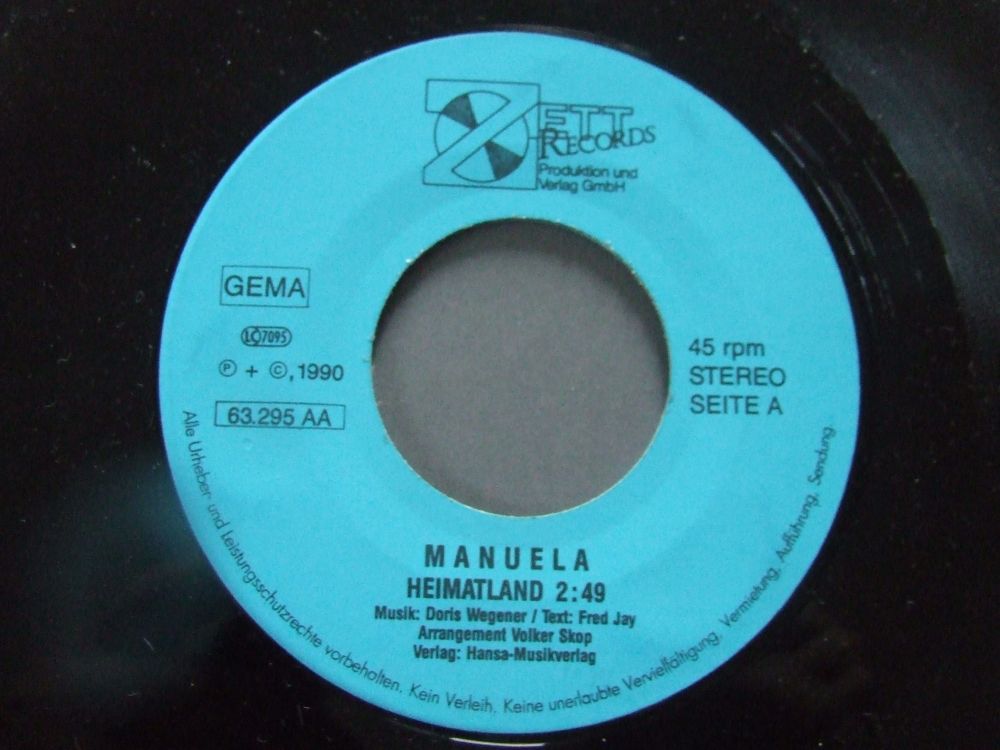 ZETT
RECORDS
Produktion und
Verlag GmbH
GEMA
LC 7095
℗ + ©, 1990
63.295 AA
45 rpm
STEREO
SEITE A
MANUELA
HEIMATLAND 2:49
Musik: Doris Wegener / Text: Fred Jay
Arrangement Volker Skop
Verlag: Hansa-Musikverlag
Alle Urheber- und Leistungsschutzrechte vorbehalten. Kein Verleih. Keine unerlaubte Vervielfältigung, Vermietung, Aufführung, Sendung.